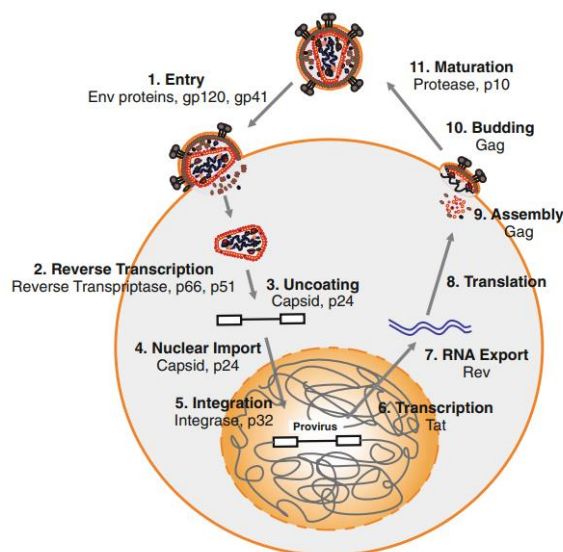 1. Entry
Env proteins, gp120, gp41
2. Reverse Transcription
Reverse Transpriptase, p66, p51
3. Uncoating
Capsid, p24
4. Nuclear Import
Capsid, p24
5. Integration
Integrase, p32
Provirus
6. Transcription
Tat
7. RNA Export
Rev
8. Translation
9. Assembly
Gag
10. Budding
Gag
11. Maturation
Protease, p10